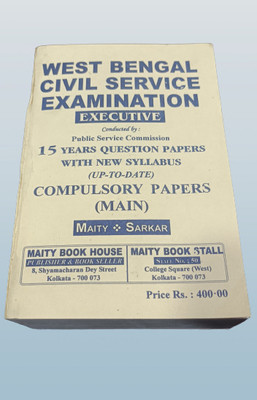 WEST BENGAL
CIVIL SERVICE
EXAMINATION
EXECUTIVE
Conducted by :
Public Service Commission
15 YEARS QUESTION PAPERS
WITH NEW SYLLABUS
(UP-TO-DATE)
COMPULSORY PAPERS
(MAIN)
MAITY ❖ SARKAR
MAITY BOOK HOUSE
PUBLISHER & BOOK SELLER
8, Shyamacharan Dey Street
Kolkata - 700 073
MAITY BOOK STALL
STALL NO. : 50
College Square (West)
Kolkata - 700 073
Price Rs. : 400·00